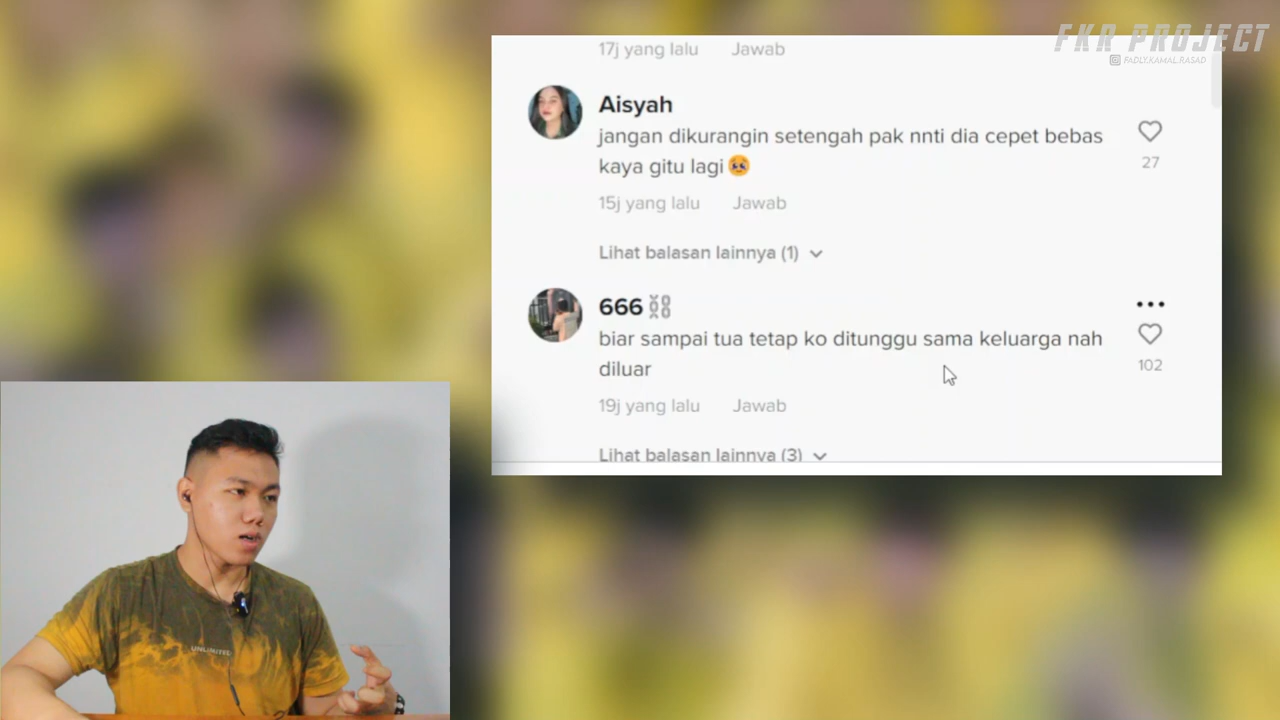 FKR PROJECT
FADLY.KAMAL.RASAD
17j yang lalu Jawab
Aisyah
jangan dikurangin setengah pak nnti dia cepet bebas
kaya gitu lagi🥺
27
15j yang lalu Jawab
Lihat balasan lainnya (1)
666⛓⛓
biar sampai tua tetap ko ditunggu sama keluarga nah
diluar
102
19j yang lalu Jawab
Lihat balasan lainnya (3)
UNLIMITED